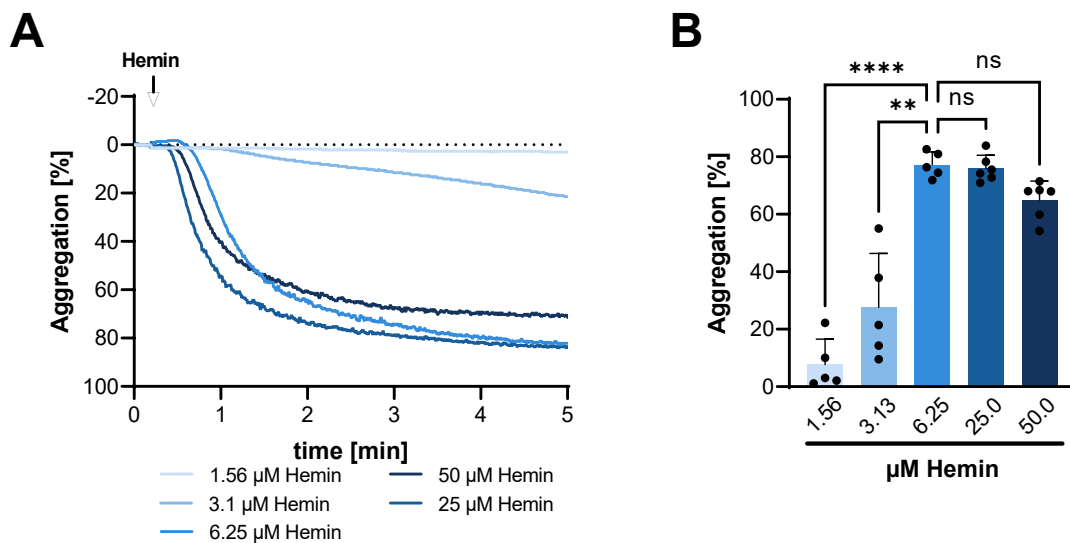 A
Hemin
-20
0
20
40
60
80
100
Aggregation [%]
0 1 2 3 4 5
time [min]
1.56 µM Hemin
3.1 µM Hemin
6.25 µM Hemin
50 µM Hemin
25 µM Hemin
B
ns
****
ns
**
100
80
60
40
20
0
Aggregation [%]
1.56 3.13 6.25 25.0 50.0
µM Hemin